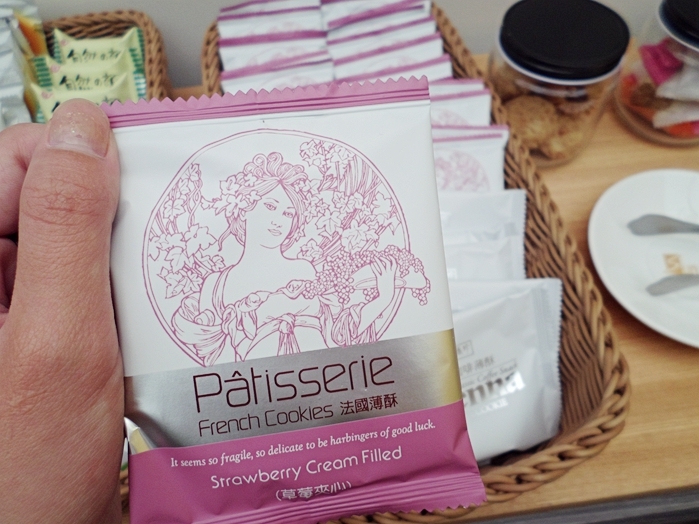 Pâtisserie
French Cookies 法國薄酥
It seems so fragile, so delicate to be harbingers of good luck.
Strawberry Cream Filled
(草莓夾心)